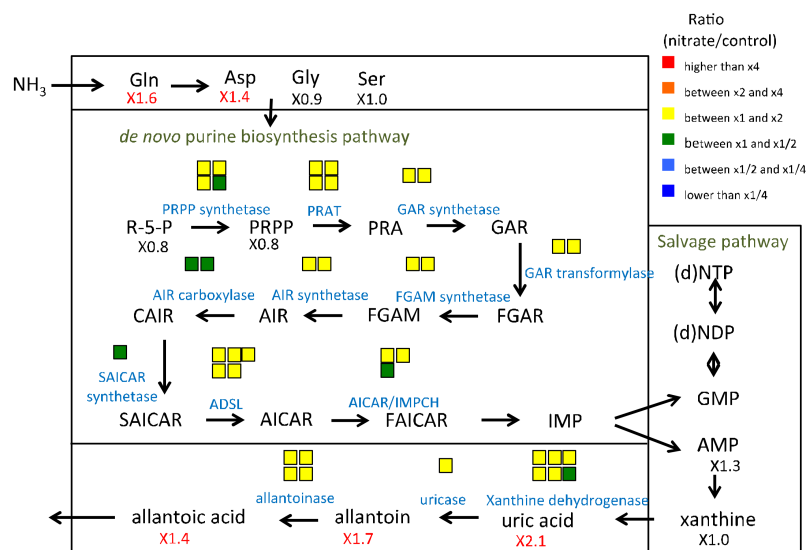 Ratio
(nitrate/control)
higher than x4
between x2 and x4
between x1 and x2
between x1 and x1/2
between x1/2 and x1/4
lower than x1/4
NH3 Gln Asp Gly Ser
X1.6 X1.4 X0.9 X1.0
de novo purine biosynthesis pathway
PRPP synthetase PRAT GAR synthetase
R-5-P PRPP PRA GAR
X0.8 X0.8
GAR transformylase
AIR carboxylase AIR synthetase FGAM synthetase
CAIR AIR FGAM FGAR
SAICAR
synthetase
ADSL AICAR/IMPCH
SAICAR AICAR FAICAR IMP
Salvage pathway
(d)NTP
(d)NDP
GMP
AMP
X1.3
allantoinase uricase Xanthine dehydrogenase
allantoic acid allantoin uric acid xanthine
X1.4 X1.7 X2.1 X1.0